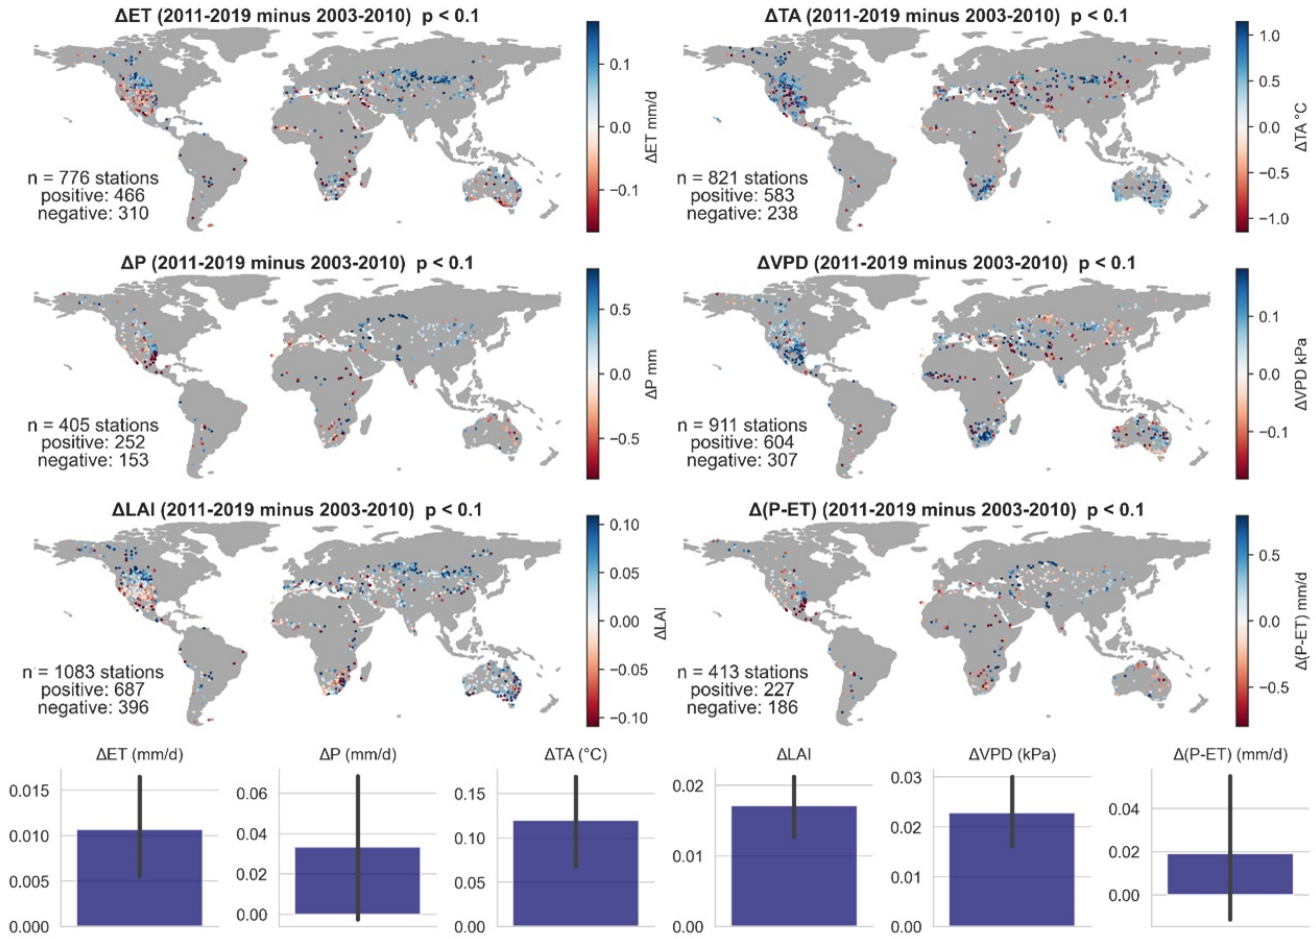 ΔET (2011-2019 minus 2003-2010)  p < 0.1
0.1
0.0
−0.1
ΔET mm/d
n = 776 stations
positive: 466
negative: 310
ΔTA (2011-2019 minus 2003-2010)  p < 0.1
1.0
0.5
0.0
−0.5
−1.0
ΔTA °C
n = 821 stations
positive: 583
negative: 238
ΔP (2011-2019 minus 2003-2010)  p < 0.1
0.5
0.0
−0.5
ΔP mm
n = 405 stations
positive: 252
negative: 153
ΔVPD (2011-2019 minus 2003-2010)  p < 0.1
0.1
0.0
−0.1
ΔVPD kPa
n = 911 stations
positive: 604
negative: 307
ΔLAI (2011-2019 minus 2003-2010)  p < 0.1
0.10
0.05
0.00
−0.05
−0.10
ΔLAI
n = 1083 stations
positive: 687
negative: 396
Δ(P-ET) (2011-2019 minus 2003-2010)  p < 0.1
0.5
0.0
−0.5
Δ(P-ET) mm/d
n = 413 stations
positive: 227
negative: 186
ΔET (mm/d)
0.015
0.010
0.005
0.000
ΔP (mm/d)
0.06
0.04
0.02
0.00
ΔTA (°C)
0.15
0.10
0.05
0.00
ΔLAI
0.02
0.01
0.00
ΔVPD (kPa)
0.03
0.02
0.01
0.00
Δ(P-ET) (mm/d)
0.04
0.02
0.00